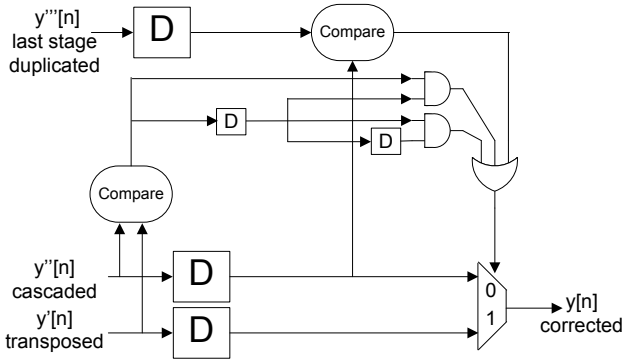 y'''[n]
last stage
duplicated
D
Compare
D
D
Compare
y''[n]
cascaded
D
y'[n]
transposed
D
0
1
y[n]
corrected